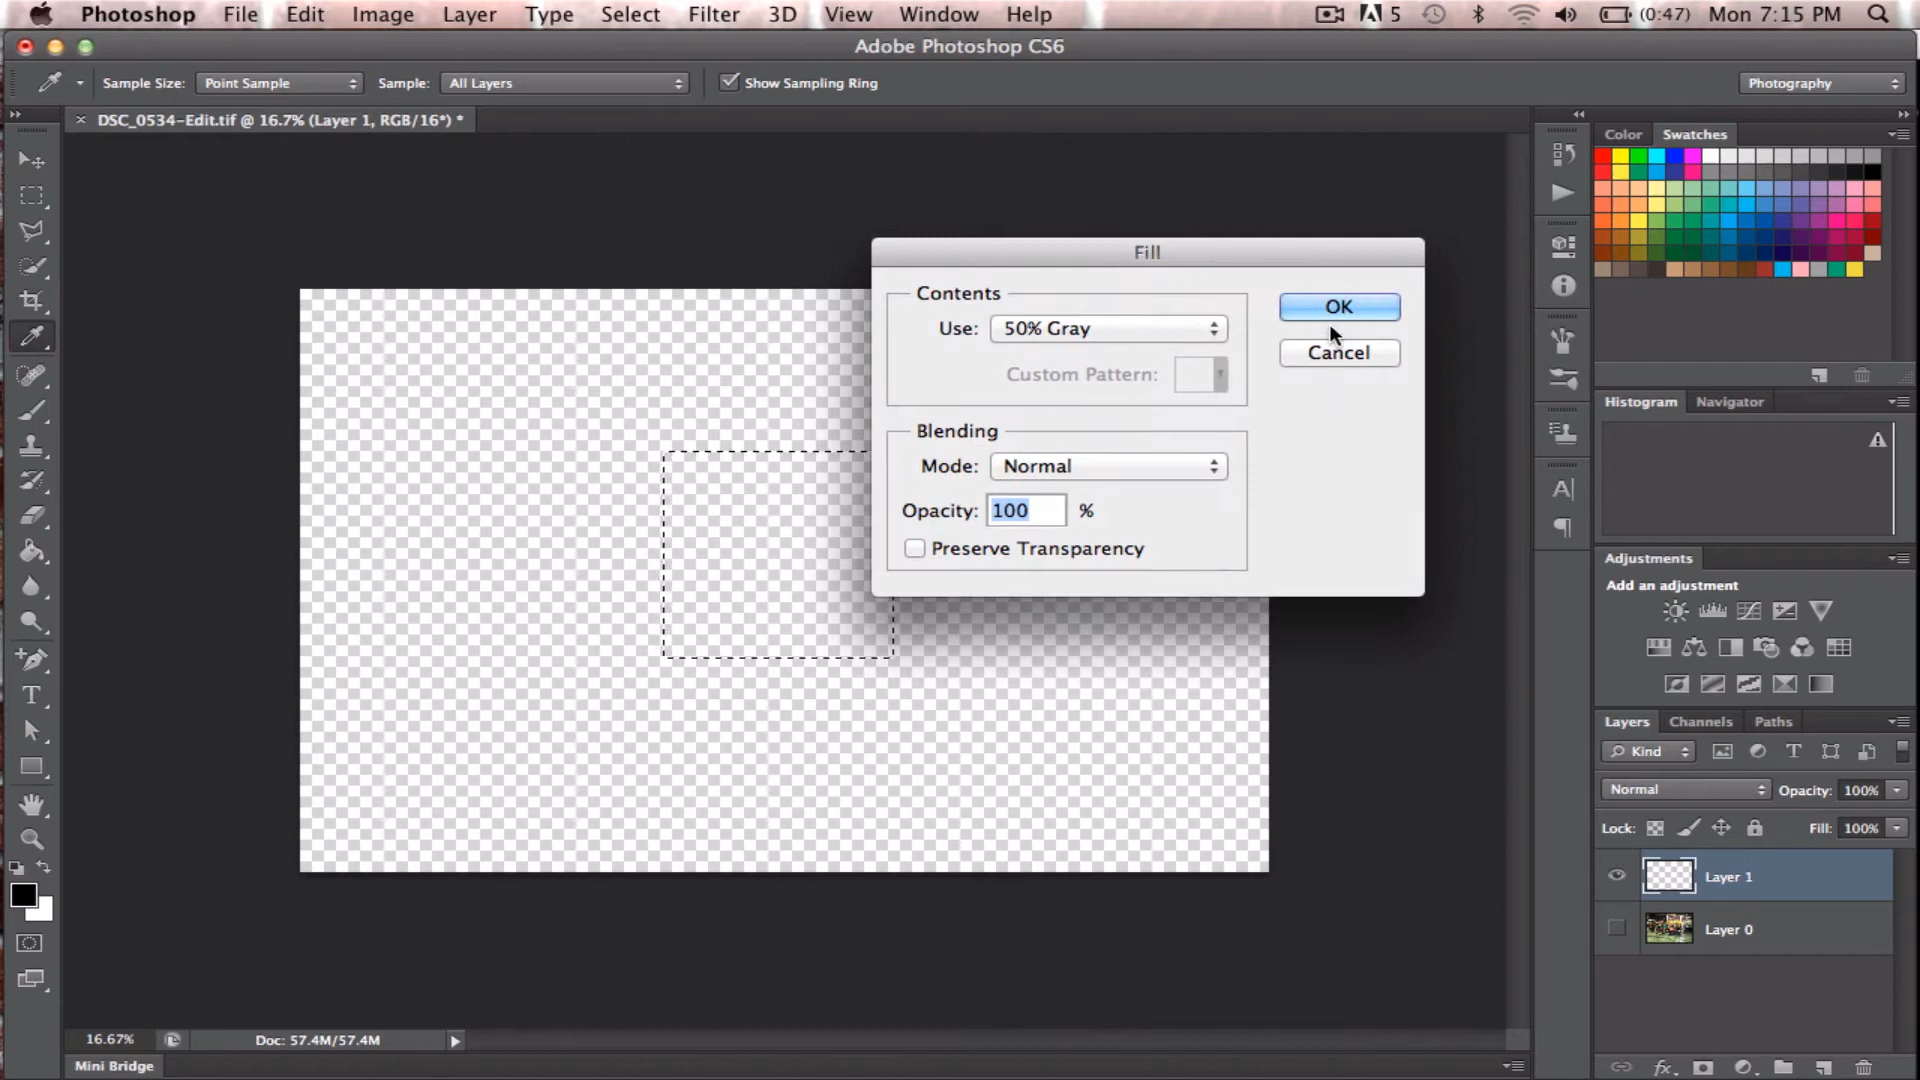 Photoshop File Edit Image Layer Type Select Filter 3D View Window Help 5 (0:47) Mon 7:15 PM
Adobe Photoshop CS6
Sample Size: Point Sample Sample: All Layers Show Sampling Ring Photography
DSC_0534-Edit.tif @ 16.7% (Layer 1, RGB/16*) *
Color Swatches
Fill
Contents
Use: 50% Gray
Custom Pattern:
OK
Cancel
Blending
Mode: Normal
Opacity: 100 %
Preserve Transparency
Histogram Navigator
Adjustments
Add an adjustment
Layers Channels Paths
Kind
Normal Opacity: 100%
Lock: Fill: 100%
Layer 1
Layer 0
fx
T
A
16.67% Doc: 57.4M/57.4M
Mini Bridge